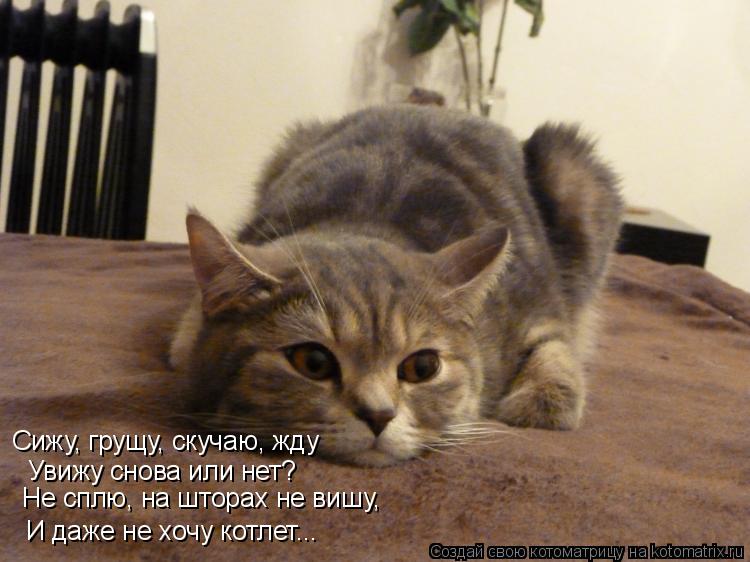 Сижу, грущу, скучаю, жду
Увижу снова или нет?
Не сплю, на шторах не вишу,
И даже не хочу котлет...
Создай свою котоматрицу на kotomatrix.ru